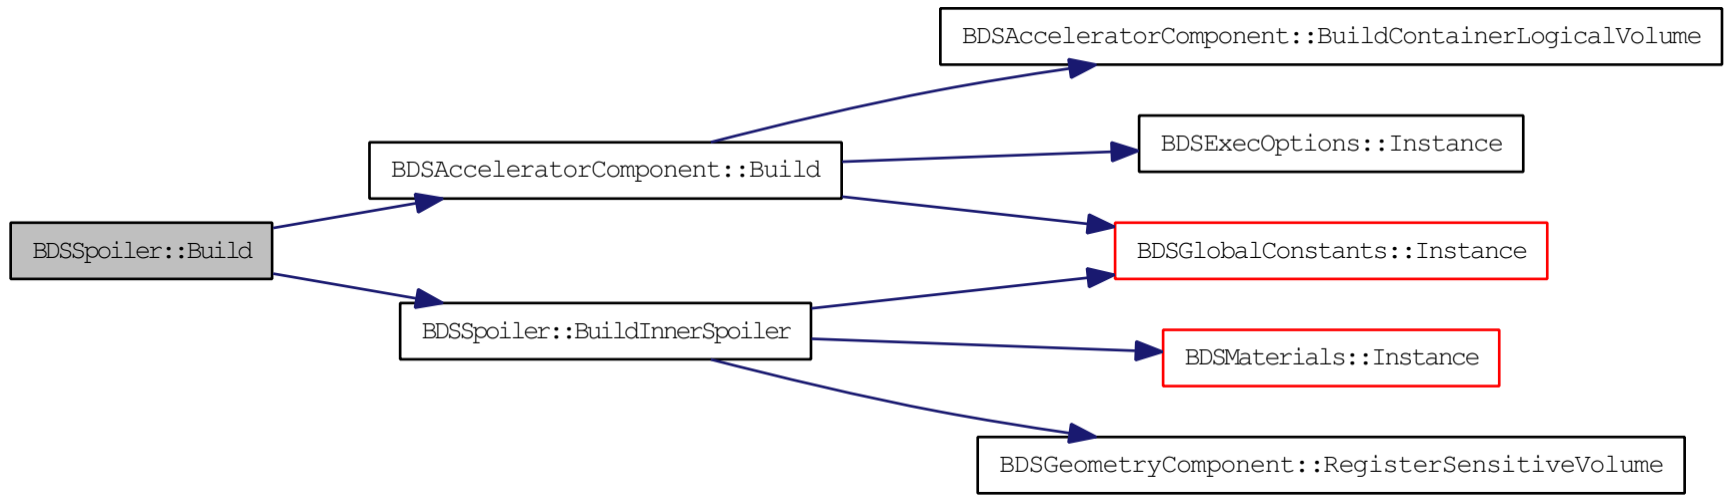 BDSAcceleratorComponent::BuildContainerLogicalVolume
BDSExecOptions::Instance
BDSAcceleratorComponent::Build
BDSSpoiler::Build
BDSGlobalConstants::Instance
BDSSpoiler::BuildInnerSpoiler
BDSMaterials::Instance
BDSGeometryComponent::RegisterSensitiveVolume